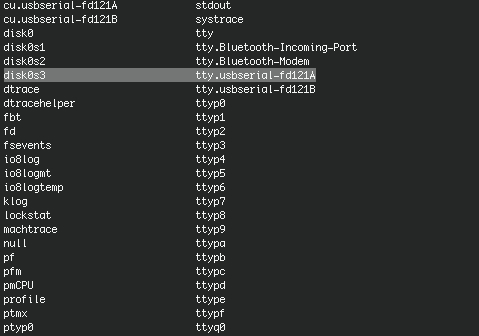 cu.usbserial-fd121A stdout
cu.usbserial-fd121B systrace
disk0 tty
disk0s1 tty.Bluetooth-Incoming-Port
disk0s2 tty.Bluetooth-Modem
disk0s3 tty.usbserial-fd121A
dtrace tty.usbserial-fd121B
dtracehelper ttyp0
fbt ttyp1
fd ttyp2
fsevents ttyp3
io8log ttyp4
io8logmt ttyp5
io8logtemp ttyp6
klog ttyp7
lockstat ttyp8
machtrace ttyp9
null ttypa
pf ttypb
pfm ttypc
pmCPU ttypd
profile ttype
ptmx ttypf
ptyp0 ttyq0